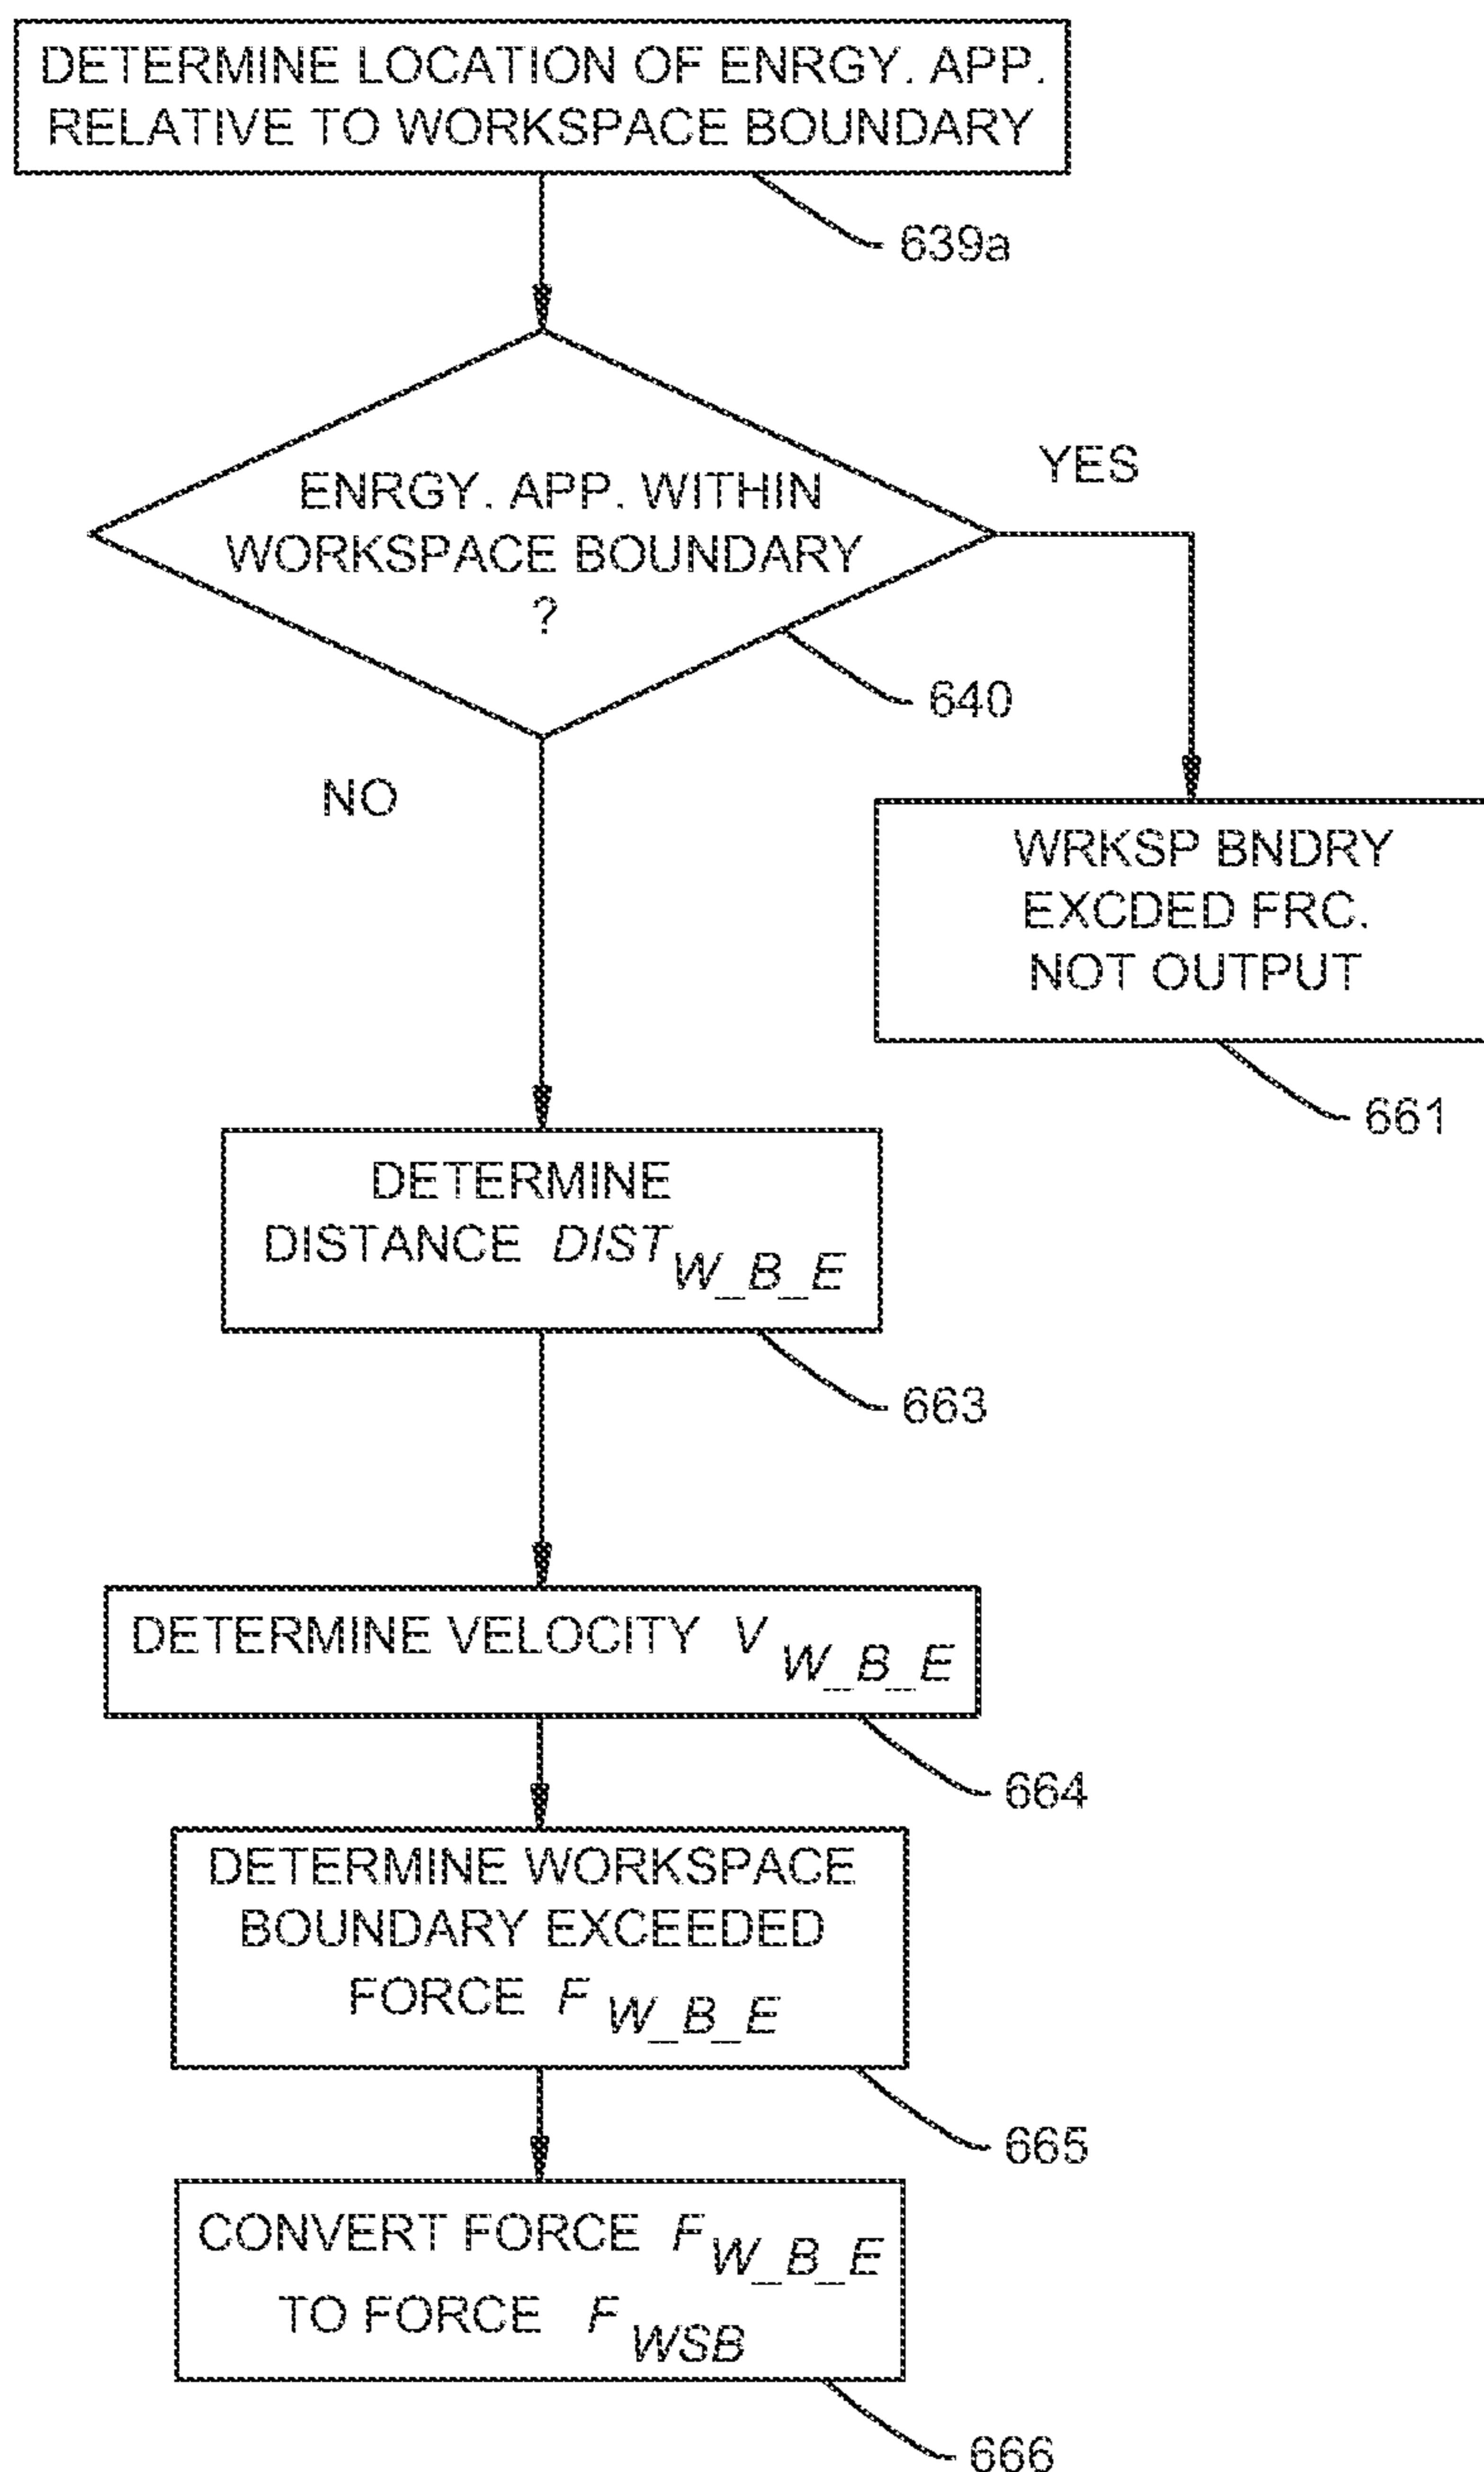 DETERMINE LOCATION OF ENRGY. APP.
RELATIVE TO WORKSPACE BOUNDARY
639a
ENRGY. APP. WITHIN
WORKSPACE BOUNDARY
?
YES
640
NO
WRKSP BNDRY
EXCDED FRC.
NOT OUTPUT
661
DETERMINE
DISTANCE DIST W_B_E
663
DETERMINE VELOCITY V W_B_E
664
DETERMINE WORKSPACE
BOUNDARY EXCEEDED
FORCE F W_B_E
665
CONVERT FORCE F W_B_E
TO FORCE F WSB
666